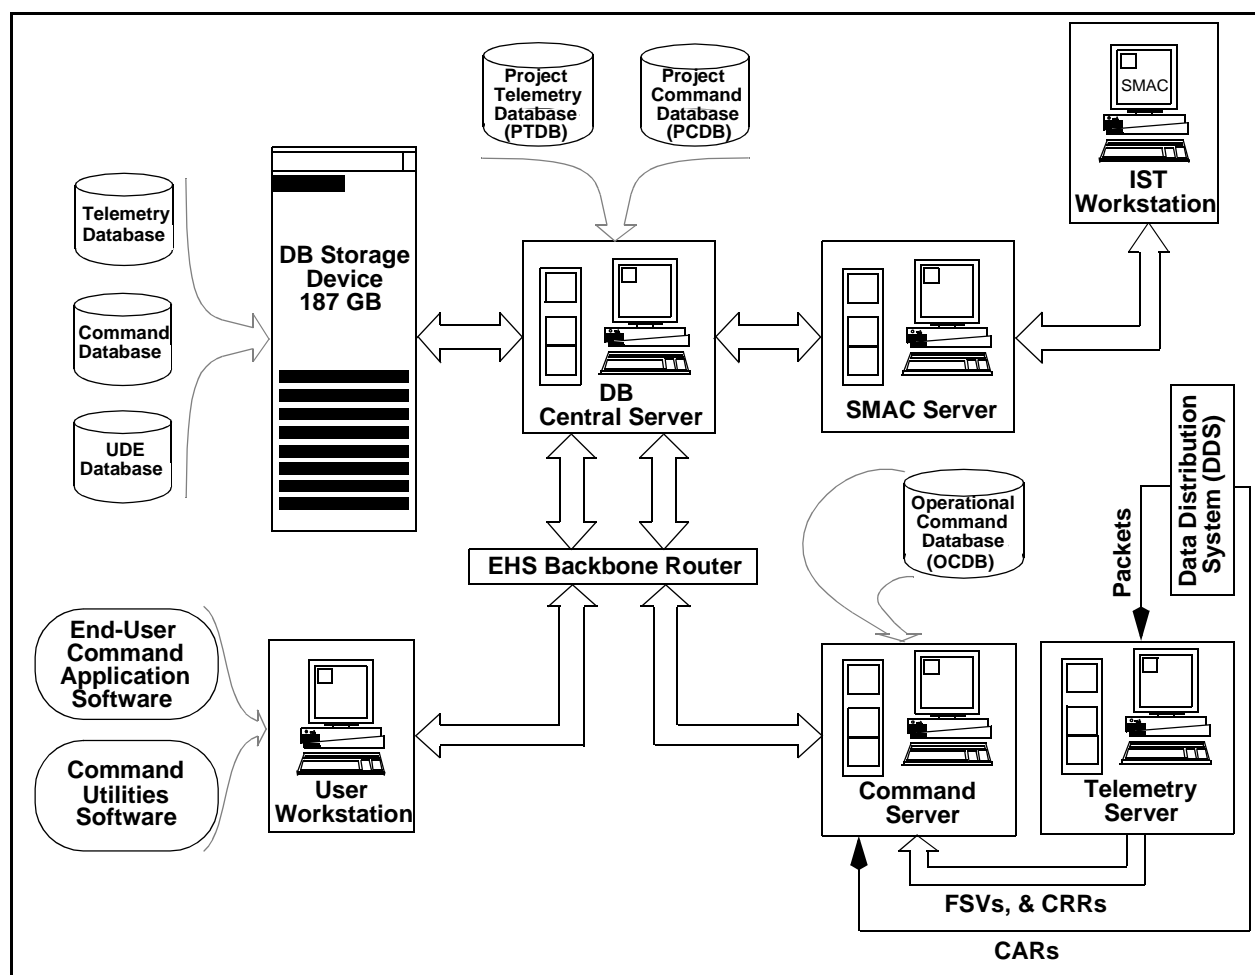 Project
Telemetry
Database
(PTDB)
Project
Command
Database
(PCDB)
SMAC
IST
Workstation
Telemetry
Database
Command
Database
UDE
Database
DB Storage
Device
187 GB
DB
Central Server
SMAC Server
Data Distribution
System (DDS)
Packets
Operational
Command
Database
(OCDB)
EHS Backbone Router
End-User
Command
Application
Software
Command
Utilities
Software
User
Workstation
Command
Server
Telemetry
Server
FSVs, & CRRs
CARs